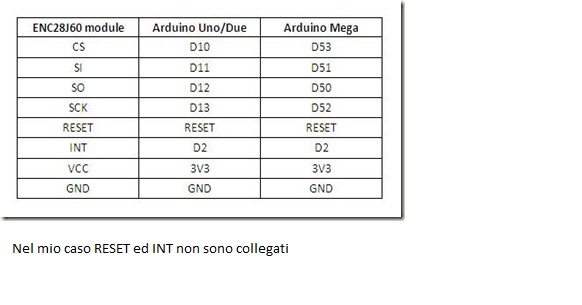 ENC28J60 module Arduino Uno/Due Arduino Mega
CS D10 D53
SI D11 D51
SO D12 D50
SCK D13 D52
RESET RESET RESET
INT D2 D2
VCC 3V3 3V3
GND GND GND
Nel mio caso RESET ed INT non sono collegati